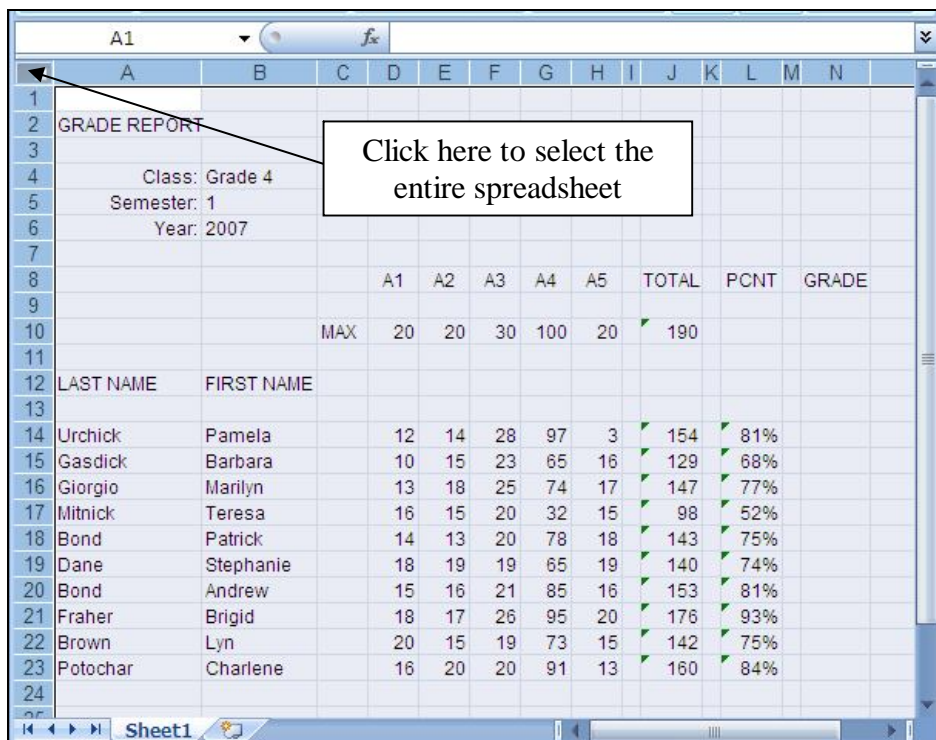 A1 fx
A B C D E F G H I J K L M N
1
2 GRADE REPORT
Click here to select the
entire spreadsheet
3
4 Class: Grade 4
5 Semester: 1
6 Year: 2007
7
8 A1 A2 A3 A4 A5 TOTAL PCNT GRADE
9
10 MAX 20 20 30 100 20 190
11
12 LAST NAME FIRST NAME
13
14 Urchick Pamela 12 14 28 97 3 154 81%
15 Gasdick Barbara 10 15 23 65 16 129 68%
16 Giorgio Marilyn 13 18 25 74 17 147 77%
17 Mitnick Teresa 16 15 20 32 15 98 52%
18 Bond Patrick 14 13 20 78 18 143 75%
19 Dane Stephanie 18 19 19 65 19 140 74%
20 Bond Andrew 15 16 21 85 16 153 81%
21 Fraher Brigid 18 17 26 95 20 176 93%
22 Brown Lyn 20 15 19 73 15 142 75%
23 Potochar Charlene 16 20 20 91 13 160 84%
24
25
Sheet1